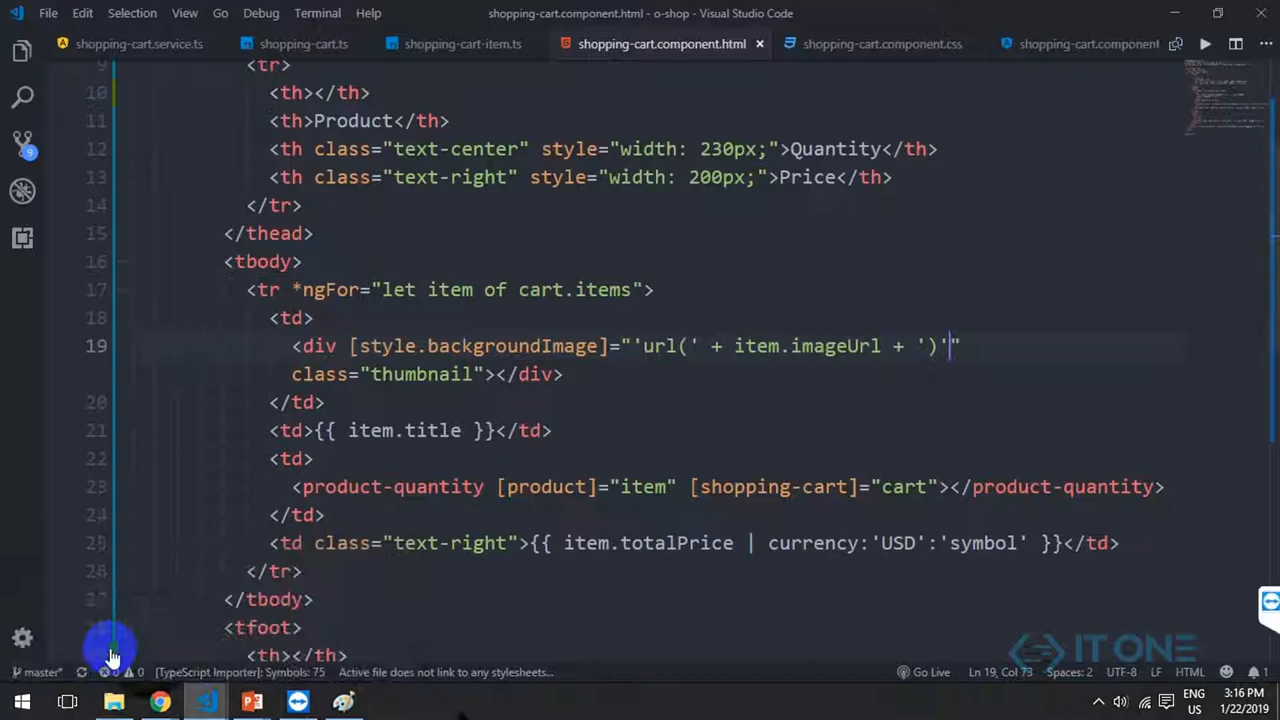 File Edit Selection View Go Debug Terminal Help shopping-cart.component.html - o-shop - Visual Studio Code
shopping-cart.service.ts shopping-cart.ts shopping-cart-item.ts shopping-cart.component.html shopping-cart.component.css shopping-cart.component
9 <tr>
10 <th></th>
11 <th>Product</th>
12 <th class="text-center" style="width: 230px;">Quantity</th>
13 <th class="text-right" style="width: 200px;">Price</th>
14 </tr>
15 </thead>
16 <tbody>
17 <tr *ngFor="let item of cart.items">
18 <td>
19 <div [style.backgroundImage]="'url(' + item.imageUrl + ')'"
class="thumbnail"></div>
20 </td>
21 <td>{{ item.title }}</td>
22 <td>
23 <product-quantity [product]="item" [shopping-cart]="cart"></product-quantity>
24 </td>
25 <td class="text-right">{{ item.totalPrice | currency:'USD':'symbol' }}</td>
26 </tr>
27 </tbody>
<tfoot>
<th></th>
IT ONE
9
master* 0 0 [TypeScript Importer]: Symbols: 75 Active file does not link to any stylesheets... Go Live Ln 19, Col 73 Spaces: 2 UTF-8 LF HTML 1
ENG 3:16 PM
US 1/22/2019